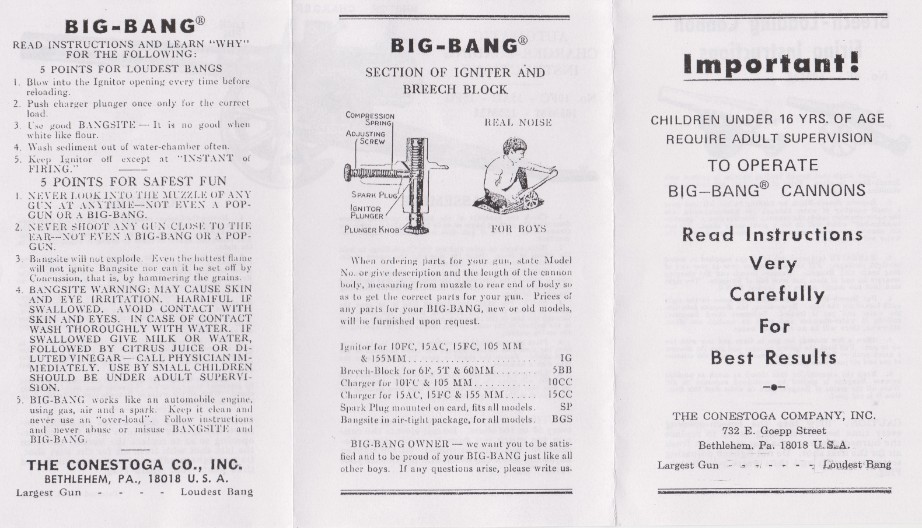 BIG-BANG®
READ INSTRUCTIONS AND LEARN "WHY"
FOR THE FOLLOWING:
5 POINTS FOR LOUDEST BANGS
1. Blow into the Ignitor opening every time before
reloading.
2. Push charger plunger once only for the correct
load.
3. Use good BANGSITE — It is no good when
white like flour.
4. Wash sediment out of water-chamber often.
5. Keep Ignitor off except at "INSTANT of
FIRING."
5 POINTS FOR SAFEST FUN
1. NEVER LOOK INTO THE MUZZLE OF ANY
GUN AT ANYTIME—NOT EVEN A POP-
GUN OR A BIG-BANG.
2. NEVER SHOOT ANY GUN CLOSE TO THE
EAR—NOT EVEN A BIG-BANG OR A POP-
GUN.
3. Bangsite will not explode. Even the hottest flame
will not ignite Bangsite nor can it be set off by
Concussion, that is, by hammering the grains.
4. BANGSITE WARNING: MAY CAUSE SKIN
AND EYE IRRITATION. HARMFUL IF
SWALLOWED. AVOID CONTACT WITH
SKIN AND EYES. IN CASE OF CONTACT
WASH THOROUGHLY WITH WATER. IF
SWALLOWED GIVE MILK OR WATER,
FOLLOWED BY CITRUS JUICE OR DI-
LUTED VINEGAR — CALL PHYSICIAN IM-
MEDIATELY. USE BY SMALL CHILDREN
SHOULD BE UNDER ADULT SUPERVI-
SION.
5. BIG-BANG works like an automobile engine,
using gas, air and a spark. Keep it clean and
never use an "over-load". Follow instructions
and never abuse or misuse BANGSITE and
BIG-BANG.
THE CONESTOGA CO., INC.
BETHLEHEM, PA., 18018 U. S. A.
Largest Gun - - - - Loudest Bang
BIG-BANG®
SECTION OF IGNITER AND
BREECH BLOCK
COMPRESSION
SPRING
ADJUSTING
SCREW
SPARK PLUG
IGNITOR
PLUNGER
PLUNGER KNOB
REAL NOISE
FOR BOYS
When ordering parts for your gun, state Model
No. or give description and the length of the cannon
body, measuring from muzzle to rear end of body so
as to get the correct parts for your gun. Prices of
any parts for your BIG-BANG, new or old models,
will be furnished upon request.
Ignitor for 10FC, 15AC, 15FC, 105 MM
& 155MM..................... IG
Breech-Block for 6F, 5T & 60MM........ 5BB
Charger for 10FC & 105 MM........... 10CC
Charger for 15AC, 15FC & 155 MM...... 15CC
Spark Plug mounted on card, fits all models. SP
Bangsite in air-tight package, for all models. BGS
BIG-BANG OWNER — we want you to be satis-
fied and to be proud of your BIG-BANG just like all
other boys. If any questions arise, please write us.
Important!
CHILDREN UNDER 16 YRS. OF AGE
REQUIRE ADULT SUPERVISION
TO OPERATE
BIG—BANG® CANNONS
Read Instructions
Very
Carefully
For
Best Results
THE CONESTOGA COMPANY, INC.
732 E. Goepp Street
Bethlehem, Pa. 18018 U.S.A.
Largest Gun - - - - - - Loudest Bang